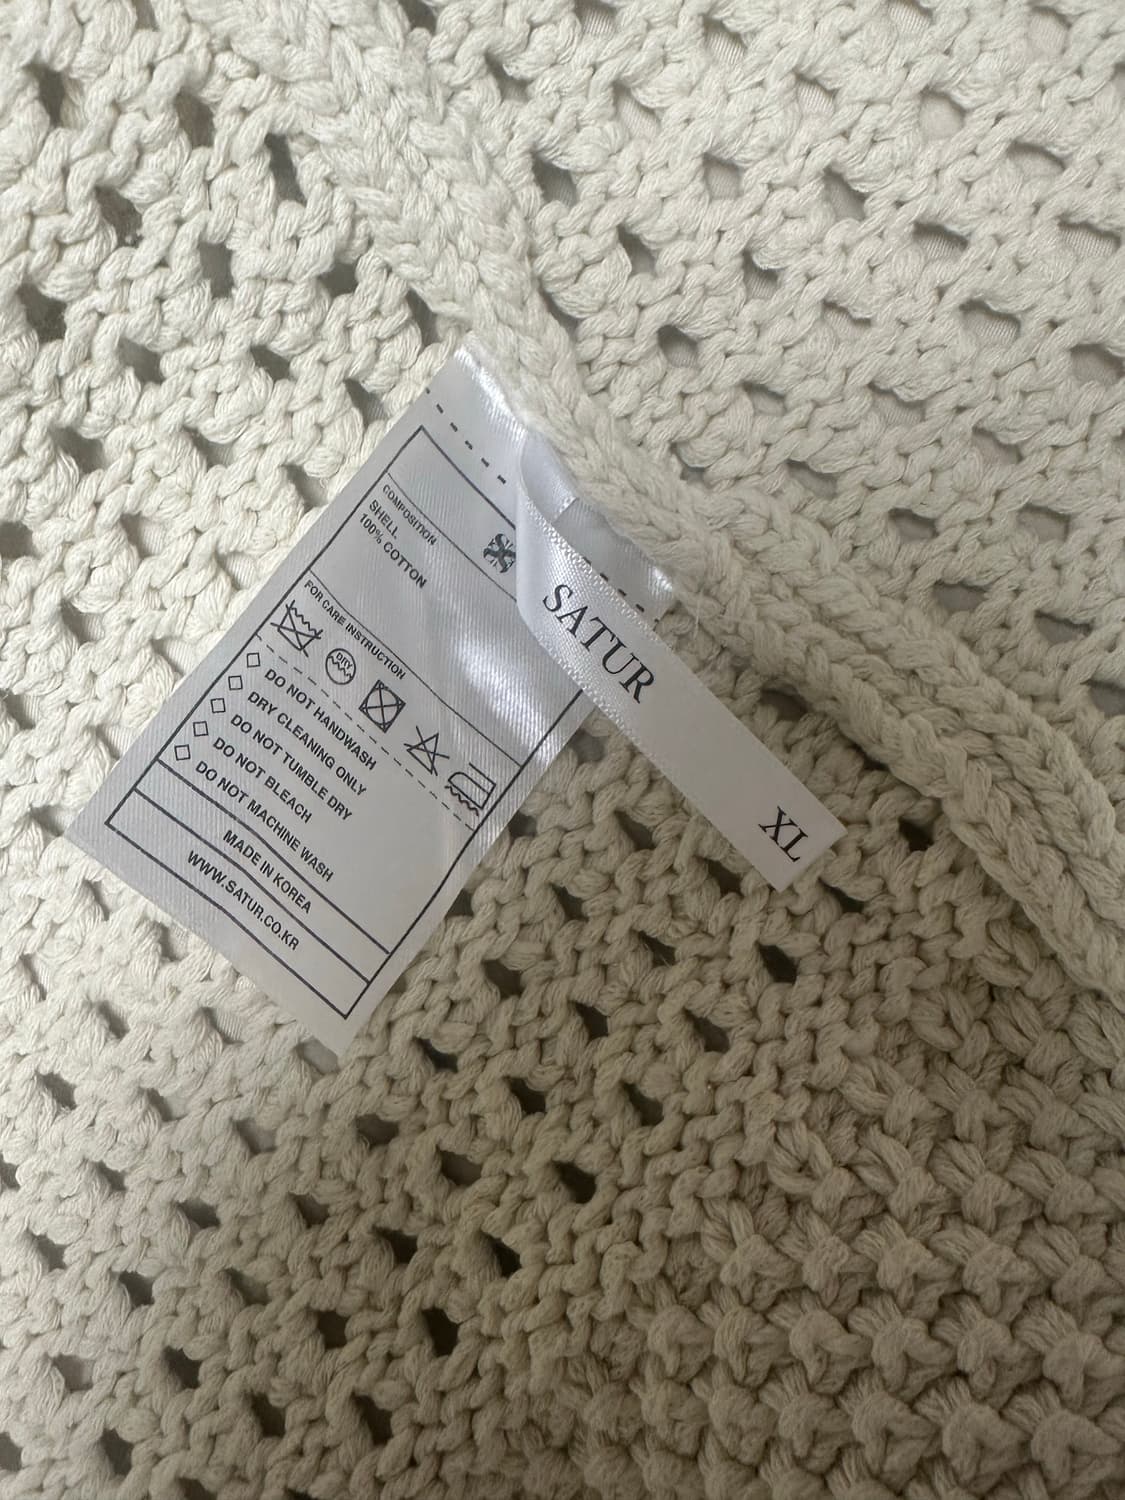 COMPOSITION
SHELL
100% COTTON
FOR CARE INSTRUCTION
DRY
DO NOT HANDWASH
DRY CLEANING ONLY
DO NOT TUMBLE DRY
DO NOT BLEACH
DO NOT MACHINE WASH
MADE IN KOREA
WWW.SATUR.CO.KR
SATUR
XL